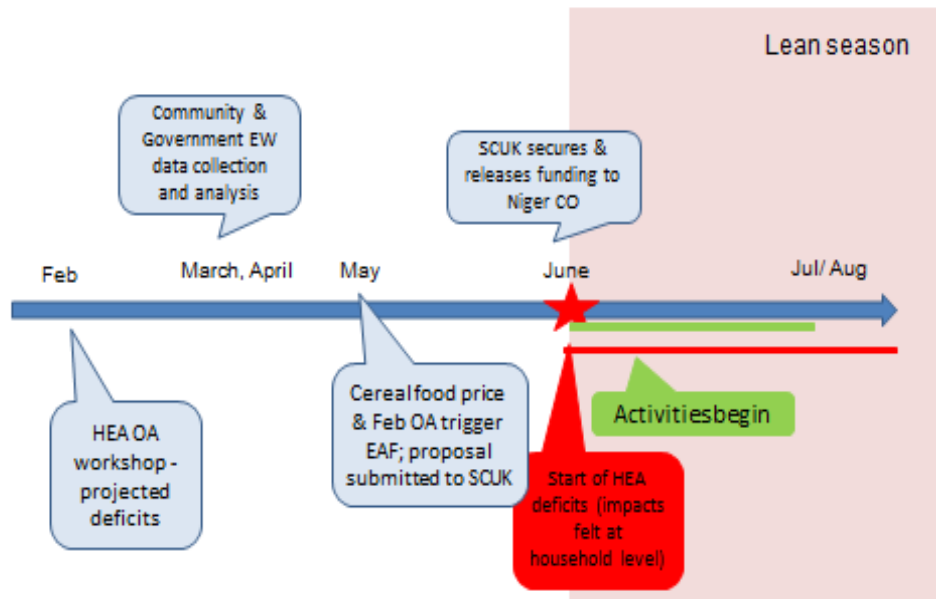 Lean season
Community &
Government EW
data collection
and analysis
SCUK secures &
releases funding to
Niger CO
Feb
March, April
May
June
Jul/ Aug
HEA OA
workshop -
projected
deficits
Cereal food price
& Feb OA trigger
EAF; proposal
submitted to SCUK
Start of HEA
deficits (impacts
felt at
household level)
Activitiesbegin